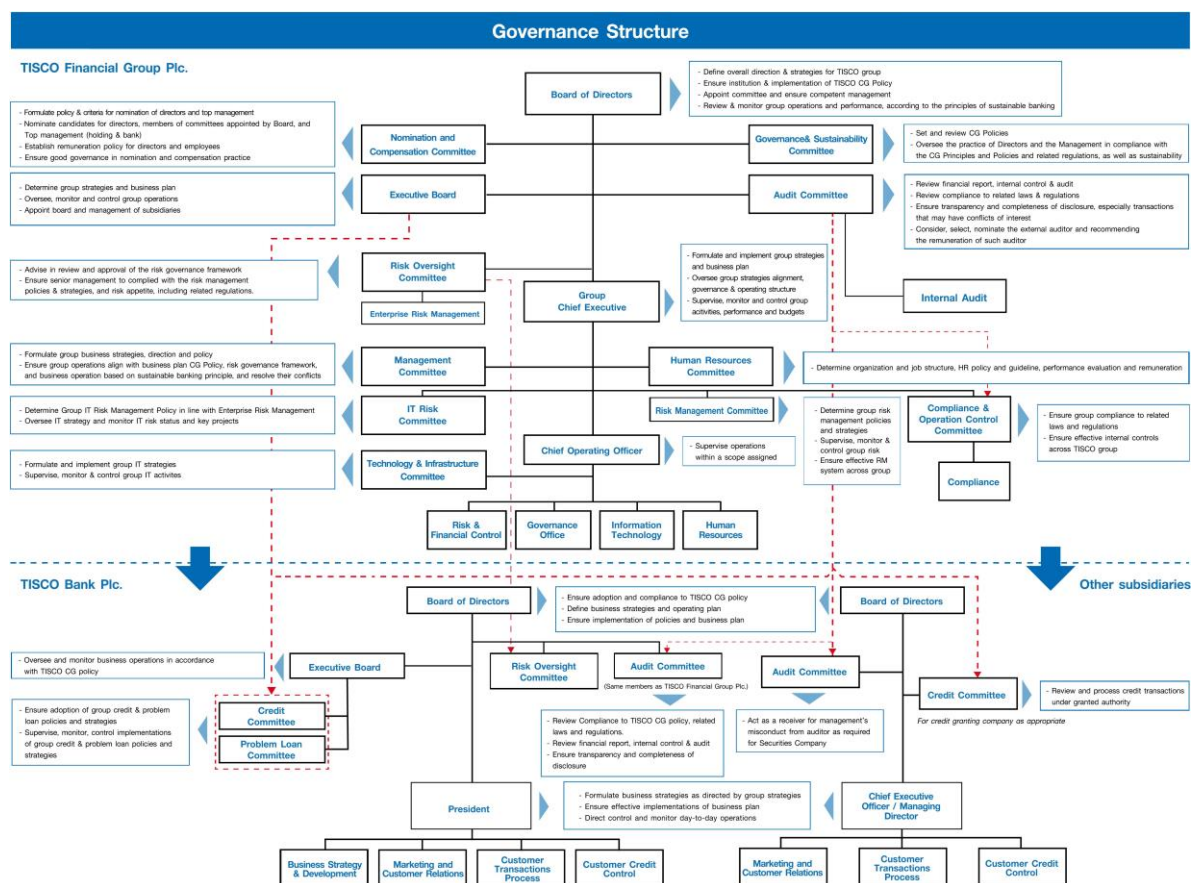 Governance Structure
TISCO Financial Group Plc.
Board of Directors
- Define overall direction & strategies for TISCO group
- Ensure institution & implementation of TISCO CG Policy
- Appoint committee and ensure competent management
- Review & monitor group operations and performance, according to the principles of sustainable banking
- Formulate policy & criteria for nomination of directors and top management
- Nominate candidates for directors, members of committees appointed by Board, and
Top management (holding & bank)
- Establish remuneration policy for directors and employees
- Ensure good governance in nomination and compensation practice
Nomination and
Compensation Committee
Governance& Sustainability
Committee
- Set and review CG Policies
- Oversee the practice of Directors and the Management in compliance with
the CG Principles and Policies and related regulations, as well as sustainability
- Determine group strategies and business plan
- Oversee, monitor and control group operations
- Appoint board and management of subsidiaries
Executive Board
Audit Committee
- Review financial report, internal control & audit
- Review compliance to related laws & regulations
- Ensure transparency and completeness of disclosure, especially transactions
that may have conflicts of interest
- Consider, select, nominate the external auditor and recommending
the remuneration of such auditor
- Advise in review and approval of the risk governance framework
- Ensure senior management to complied with the risk management
policies & strategies, and risk appetite, including related regulations.
Risk Oversight
Committee
Enterprise Risk Management
Group
Chief Executive
- Formulate and implement group strategies
and business plan
- Oversee group strategies alignment,
governance & operating structure
- Supervise, monitor and control group
activities, performance and budgets
Internal Audit
- Formulate group business strategies, direction and policy
- Ensure group operations align with business plan CG Policy, risk governance framework,
and business operation based on sustainable banking principle, and resolve their conflicts
Management
Committee
Human Resources
Committee
- Determine organization and job structure, HR policy and guideline, performance evaluation and remuneration
- Determine Group IT Risk Management Policy in line with Enterprise Risk Management
- Oversee IT strategy and monitor IT risk status and key projects
IT Risk
Committee
Risk Management Committee
- Determine group risk
management policies
and strategies
- Supervise, monitor &
control group risk
- Ensure effective RM
system across group
Compliance &
Operation Control
Committee
- Ensure group compliance to related
laws and regulations
- Ensure effective internal controls
across TISCO group
- Formulate and implement group IT strategies
- Supervise, monitor & control group IT activites
Technology & Infrastructure
Committee
Chief Operating Officer
- Supervise operations
within a scope assigned
Compliance
Risk &
Financial Control
Governance
Office
Information
Technology
Human
Resources
TISCO Bank Plc.
Other subsidiaries
Board of Directors
- Ensure adoption and compliance to TISCO CG policy
- Define business strategies and operating plan
- Ensure implementation of policies and business plan
Board of Directors
- Oversee and monitor business operations in accordance
with TISCO CG policy
Executive Board
Risk Oversight
Committee
Audit Committee
(Same members as TISCO Financial Group Plc.)
Audit Committee
Credit Committee
For credit granting company as appropriate
- Review and process credit transactions
under granted authority
- Ensure adoption of group credit & problem
loan policies and strategies
- Supervise, monitor, control implementations
of group credit & problem loan policies and
strategies
Credit
Committee
Problem Loan
Committee
- Review Compliance to TISCO CG policy, related
laws and regulations.
- Review financial report, internal control & audit
- Ensure transparency and completeness of
disclosure
- Act as a receiver for management's
misconduct from auditor as required
for Securities Company
President
- Formulate business strategies as directed by group strategies
- Ensure effective implementations of business plan
- Direct control and monitor day-to-day operations
Chief Executive
Officer / Managing
Director
Business Strategy
& Development
Marketing and
Customer Relations
Customer
Transactions
Process
Customer Credit
Control
Marketing and
Customer Relations
Customer
Transactions
Process
Customer Credit
Control